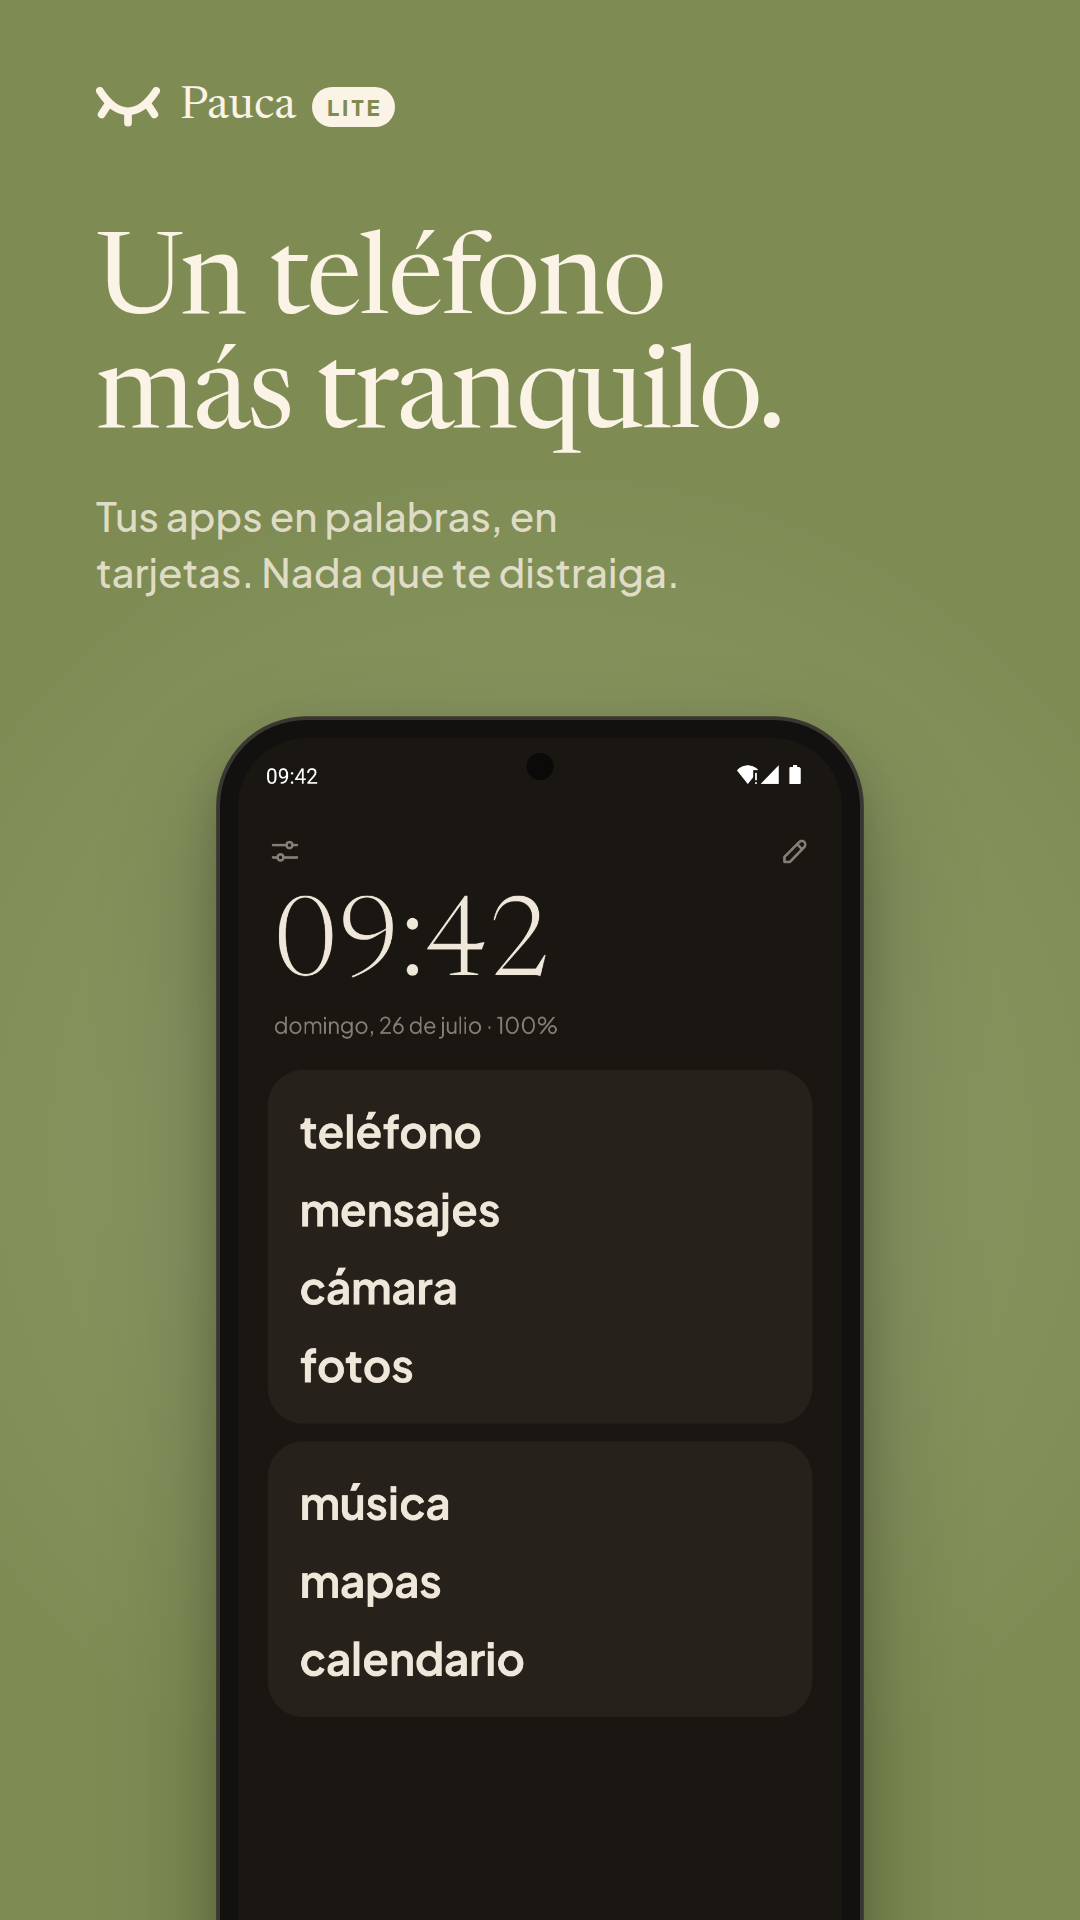 Pauca LITE
Un teléfono
más tranquilo.
Tus apps en palabras, en
tarjetas. Nada que te distraiga.
09:42
09:42
domingo, 26 de julio · 100%
teléfono
mensajes
cámara
fotos
música
mapas
calendario